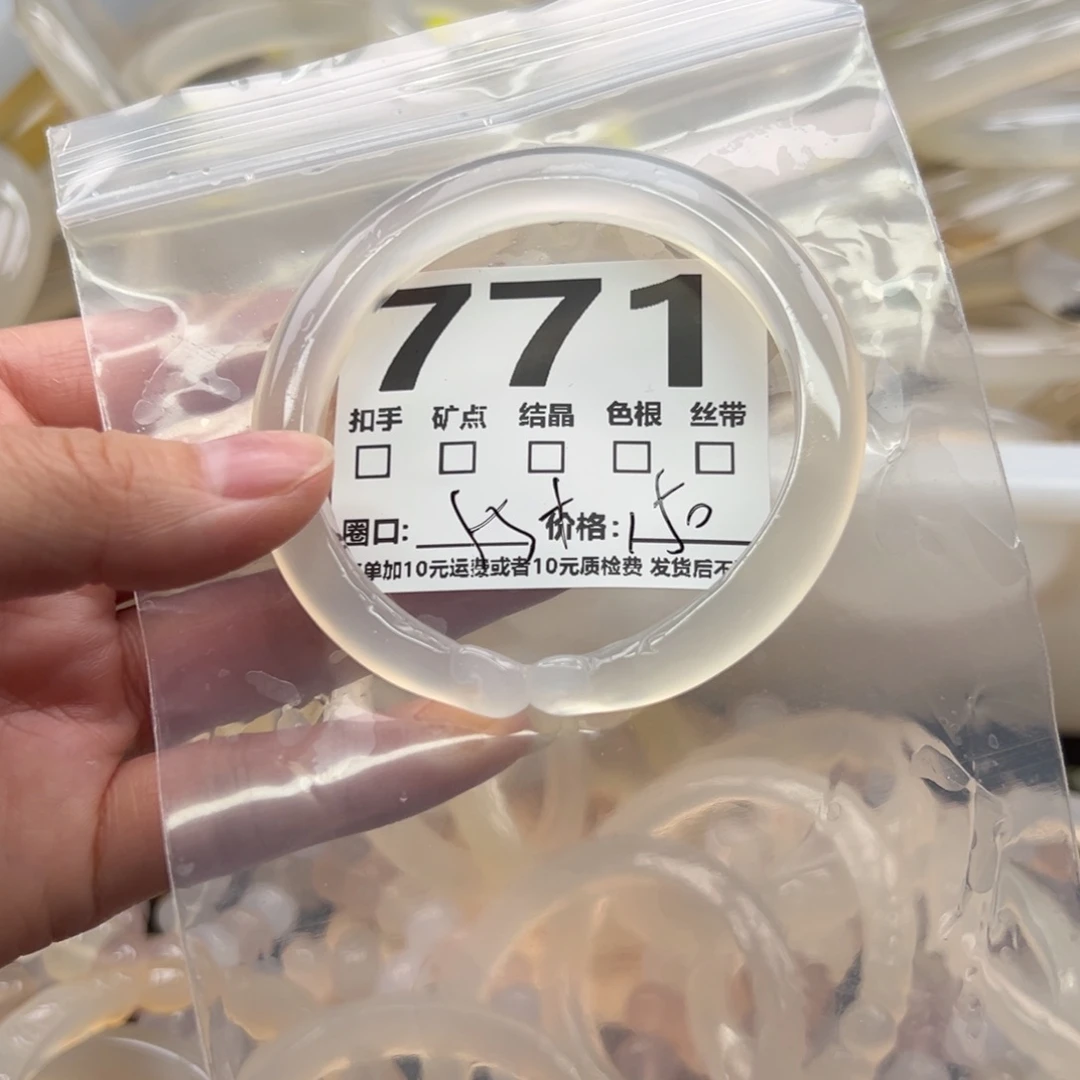 771
扣手 矿点 结晶 色根 丝带
圈口: 价格: 150
单加10元运费或者10元质检费 发货后不